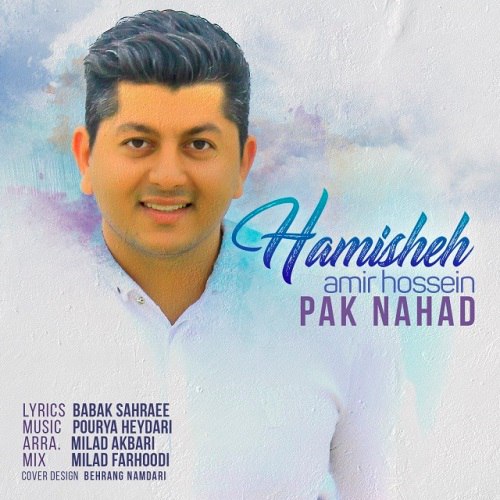 Hamisheh
amir hossein
PAK NAHAD
LYRICS BABAK SAHRAEE
MUSIC POURYA HEYDARI
ARRA. MILAD AKBARI
MIX MILAD FARHOODI
COVER DESIGN BEHRANG NAMDARI